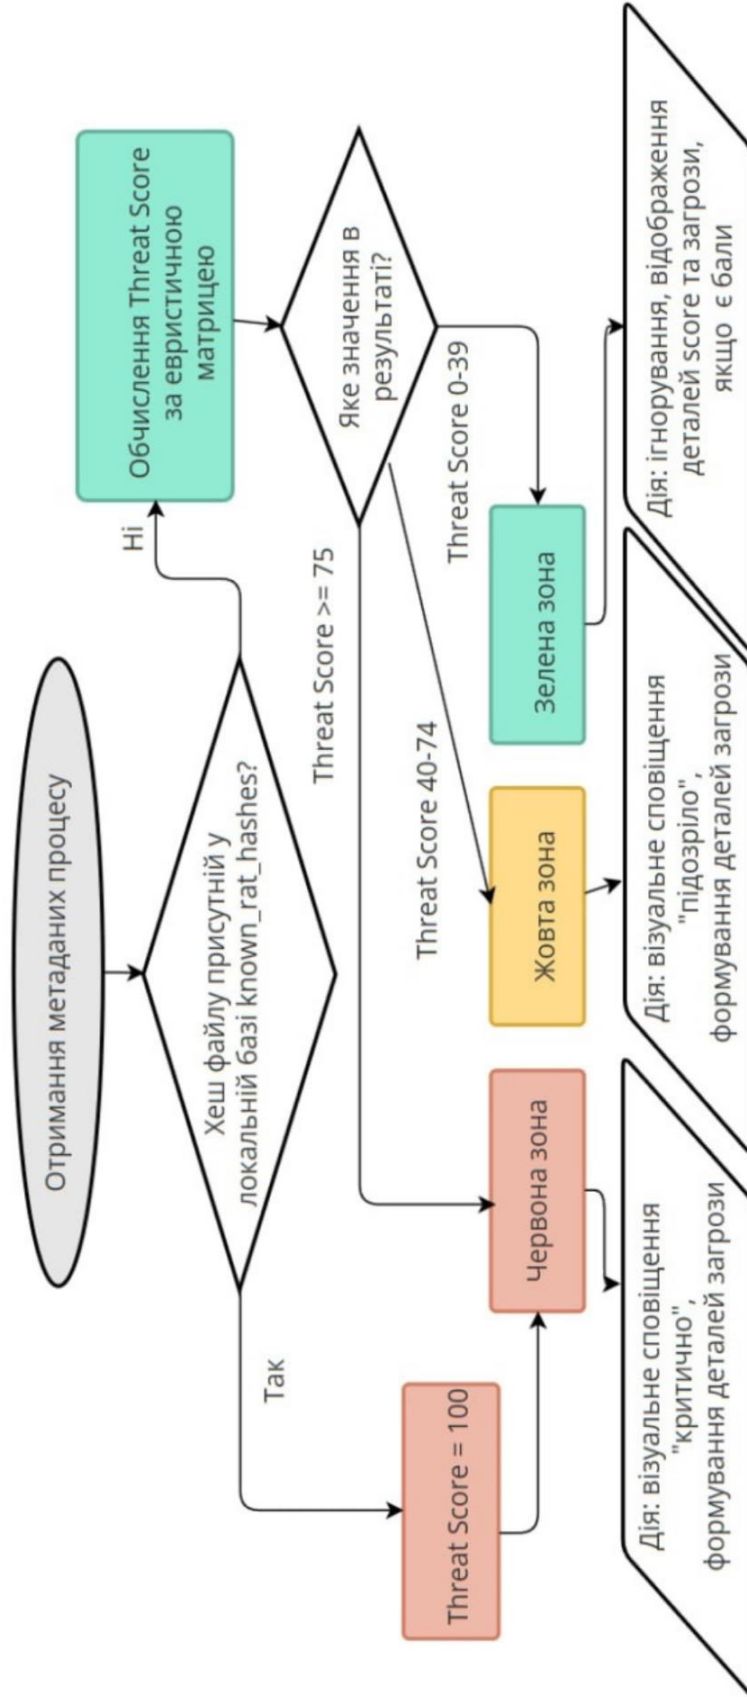 Отримання метаданих процесу
Хеш файлу присутній у
локальній базі known_rat_hashes?
Так
Ні
Threat Score = 100
Обчислення Threat Score
за евристичною
матрицею
Яке значення в
результаті?
Threat Score >= 75
Threat Score 40-74
Threat Score 0-39
Червона зона
Жовта зона
Зелена зона
Дія: візуальне сповіщення
"критично",
формування деталей загрози
Дія: візуальне сповіщення
"підозріло",
формування деталей загрози
Дія: ігнорування, відображення
деталей score та загрози,
якщо є бали